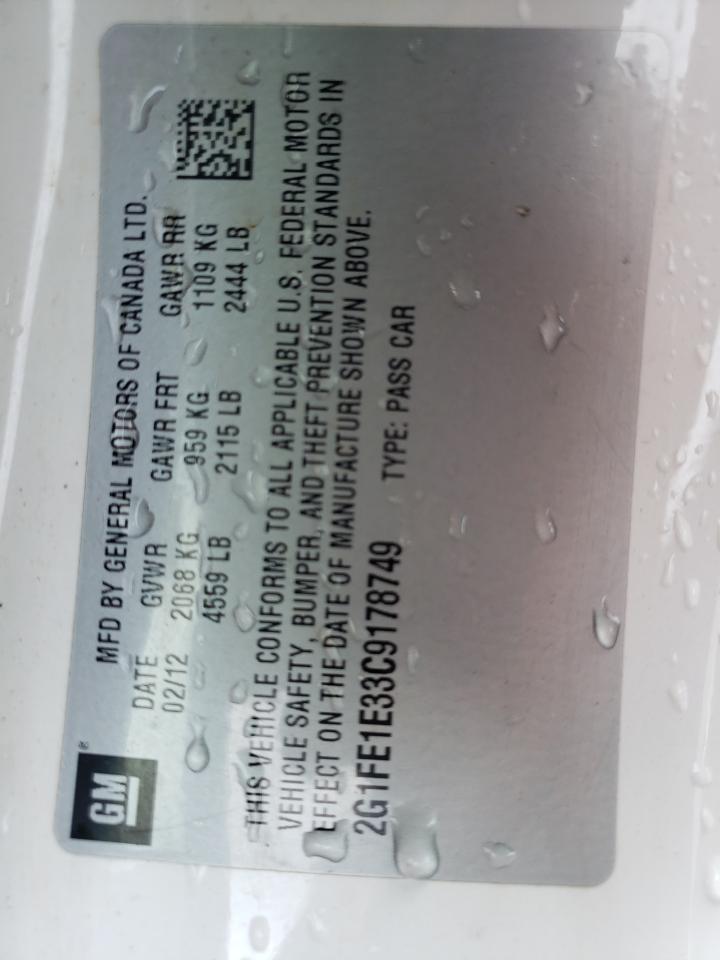 GM®
MFD BY GENERAL MOTORS OF CANADA LTD.
DATE GVWR GAWR FRT GAWR RR
02/12 2068 KG 959 KG 1109 KG
4559 LB 2115 LB 2444 LB
THIS VEHICLE CONFORMS TO ALL APPLICABLE U.S. FEDERAL MOTOR
VEHICLE SAFETY, BUMPER, AND THEFT PREVENTION STANDARDS IN
EFFECT ON THE DATE OF MANUFACTURE SHOWN ABOVE.
2G1FE1E33C9178749 TYPE: PASS CAR